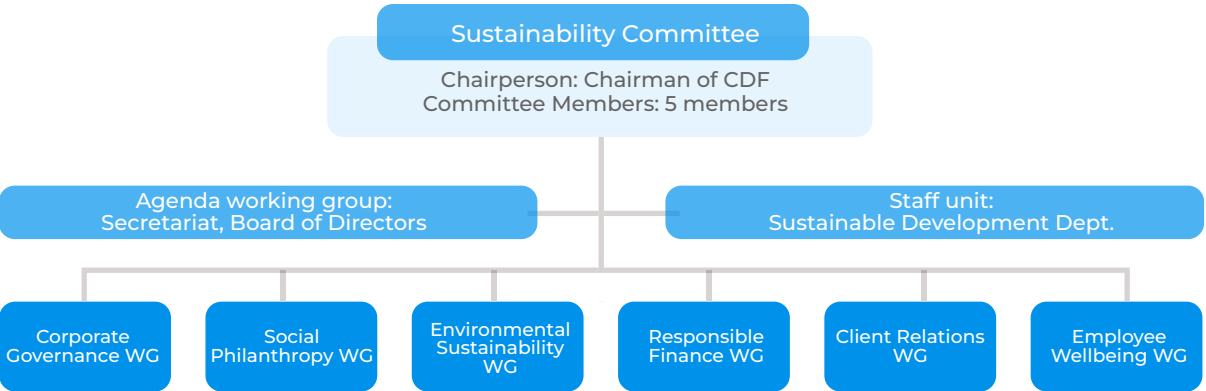 Sustainability Committee
Chairperson: Chairman of CDF
Committee Members: 5 members
Agenda working group:
Secretariat, Board of Directors
Staff unit:
Sustainable Development Dept.
Corporate
Governance WG
Social
Philanthropy WG
Environmental
Sustainability
WG
Responsible
Finance WG
Client Relations
WG
Employee
Wellbeing WG